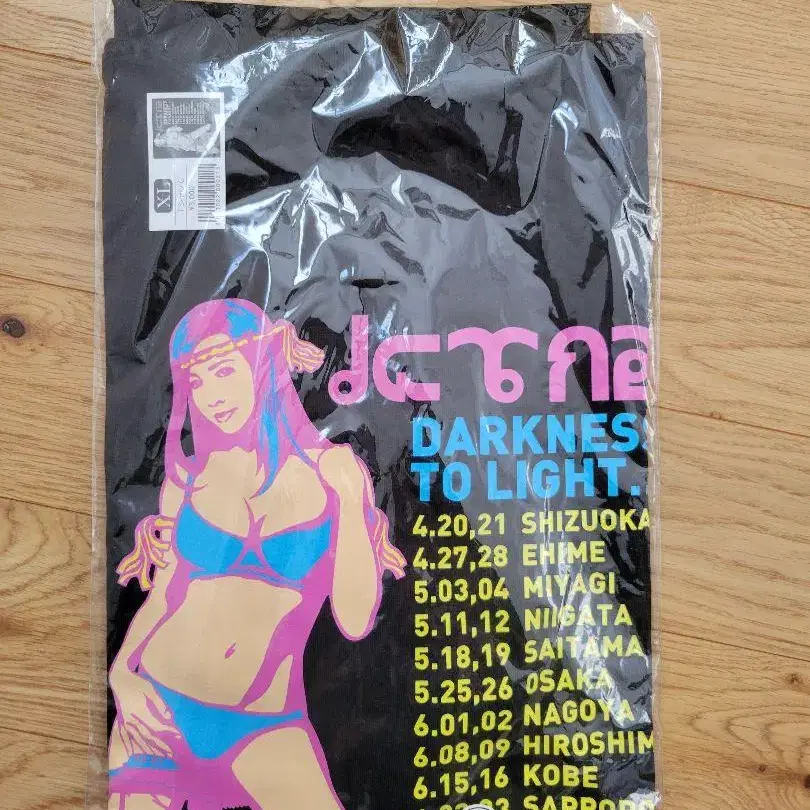 XL
DARKNES
TO LIGHT.
4.20,21 SHIZUOKA
4.27,28 EHIME
5.03,04 MIYAGI
5.11,12 NIIGATA
5.18,19 SAITAMA
5.25,26 OSAKA
6.01,02 NAGOYA
6.08,09 HIROSHIM
6.15,16 KOBE
SAPPORO